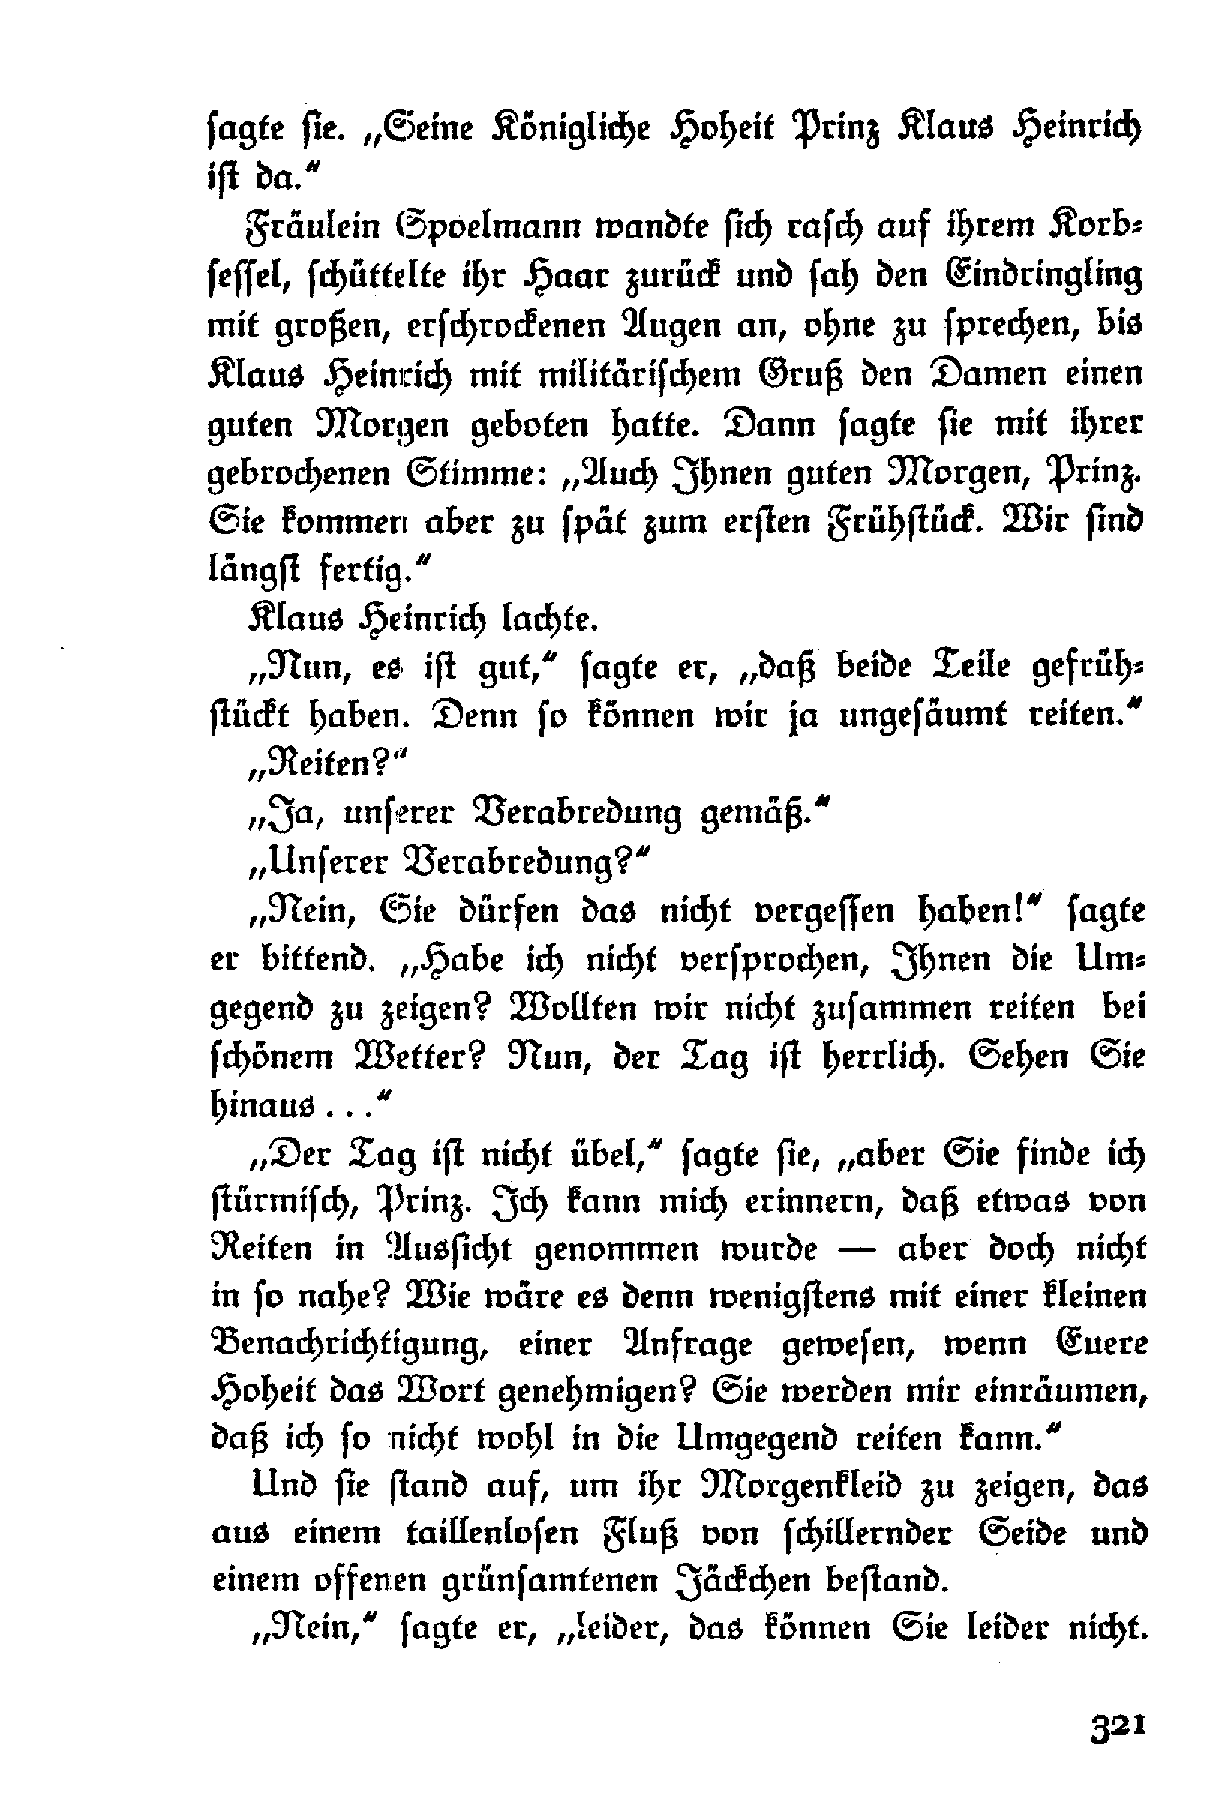 sagte sie. „Seine Königliche Hoheit Prinz Klaus Heinrich
ist da.“
Fräulein Spoelmann wandte sich rasch auf ihrem Korb-
sessel, schüttelte ihr Haar zurück und sah den Eindringling
mit großen, erschrockenen Augen an, ohne zu sprechen, bis
Klaus Heinrich mit militärischem Gruß den Damen einen
guten Morgen geboten hatte. Dann sagte sie mit ihrer
gebrochenen Stimme: „Auch Ihnen guten Morgen, Prinz.
Sie kommen aber zu spät zum ersten Frühstück. Wir sind
längst fertig.“
Klaus Heinrich lachte.
„Nun, es ist gut,“ sagte er, „daß beide Teile gefrüh-
stückt haben. Denn so können wir ja ungesäumt reiten.“
„Reiten?“
„Ja, unserer Verabredung gemäß.“
„Unserer Verabredung?“
„Nein, Sie dürfen das nicht vergessen haben!“ sagte
er bittend. „Habe ich nicht versprochen, Ihnen die Um-
gegend zu zeigen? Wollten wir nicht zusammen reiten bei
schönem Wetter? Nun, der Tag ist herrlich. Sehen Sie
hinaus . . .“
„Der Tag ist nicht übel,“ sagte sie, „aber Sie finde ich
stürmisch, Prinz. Ich kann mich erinnern, daß etwas von
Reiten in Aussicht genommen wurde — aber doch nicht
in so nahe? Wie wäre es denn wenigstens mit einer kleinen
Benachrichtigung, einer Anfrage gewesen, wenn Euere
Hoheit das Wort genehmigen? Sie werden mir einräumen,
daß ich so nicht wohl in die Umgegend reiten kann.“
Und sie stand auf, um ihr Morgenkleid zu zeigen, das
aus einem taillenlosen Fluß von schillernder Seide und
einem offenen grünsamtenen Jäckchen bestand.
„Nein,“ sagte er, „leider, das können Sie leider nicht.
321